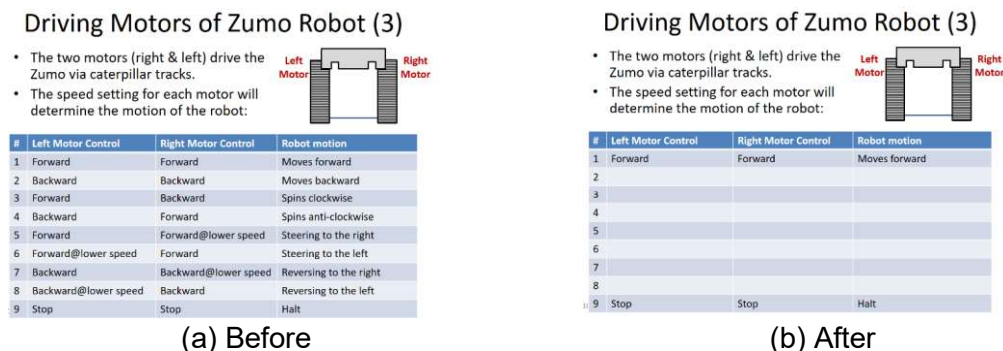 Driving Motors of Zumo Robot (3)
• The two motors (right & left) drive the
Zumo via caterpillar tracks.
• The speed setting for each motor will
determine the motion of the robot:
Left
Motor
Right
Motor
# Left Motor Control Right Motor Control Robot motion
1 Forward Forward Moves forward
2 Backward Backward Moves backward
3 Forward Backward Spins clockwise
4 Backward Forward Spins anti-clockwise
5 Forward Forward@lower speed Steering to the right
6 Forward@lower speed Forward Steering to the left
7 Backward Backward@lower speed Reversing to the right
8 Backward@lower speed Backward Reversing to the left
9 Stop Stop Halt
(a) Before
Driving Motors of Zumo Robot (3)
• The two motors (right & left) drive the
Zumo via caterpillar tracks.
• The speed setting for each motor will
determine the motion of the robot:
Left
Motor
Right
Motor
# Left Motor Control Right Motor Control Robot motion
1 Forward Forward Moves forward
2
3
4
5
6
7
8
9 Stop Stop Halt
(b) After